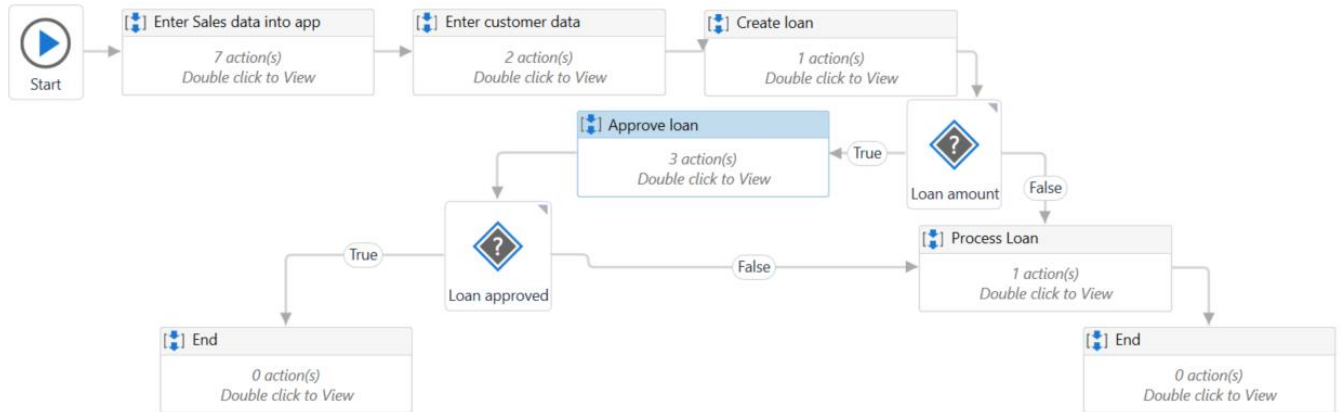 Start
Enter Sales data into app
7 action(s)
Double click to View
Enter customer data
2 action(s)
Double click to View
Create loan
1 action(s)
Double click to View
Loan amount
True
False
Approve loan
3 action(s)
Double click to View
Loan approved
True
False
Process Loan
1 action(s)
Double click to View
End
0 action(s)
Double click to View
End
0 action(s)
Double click to View